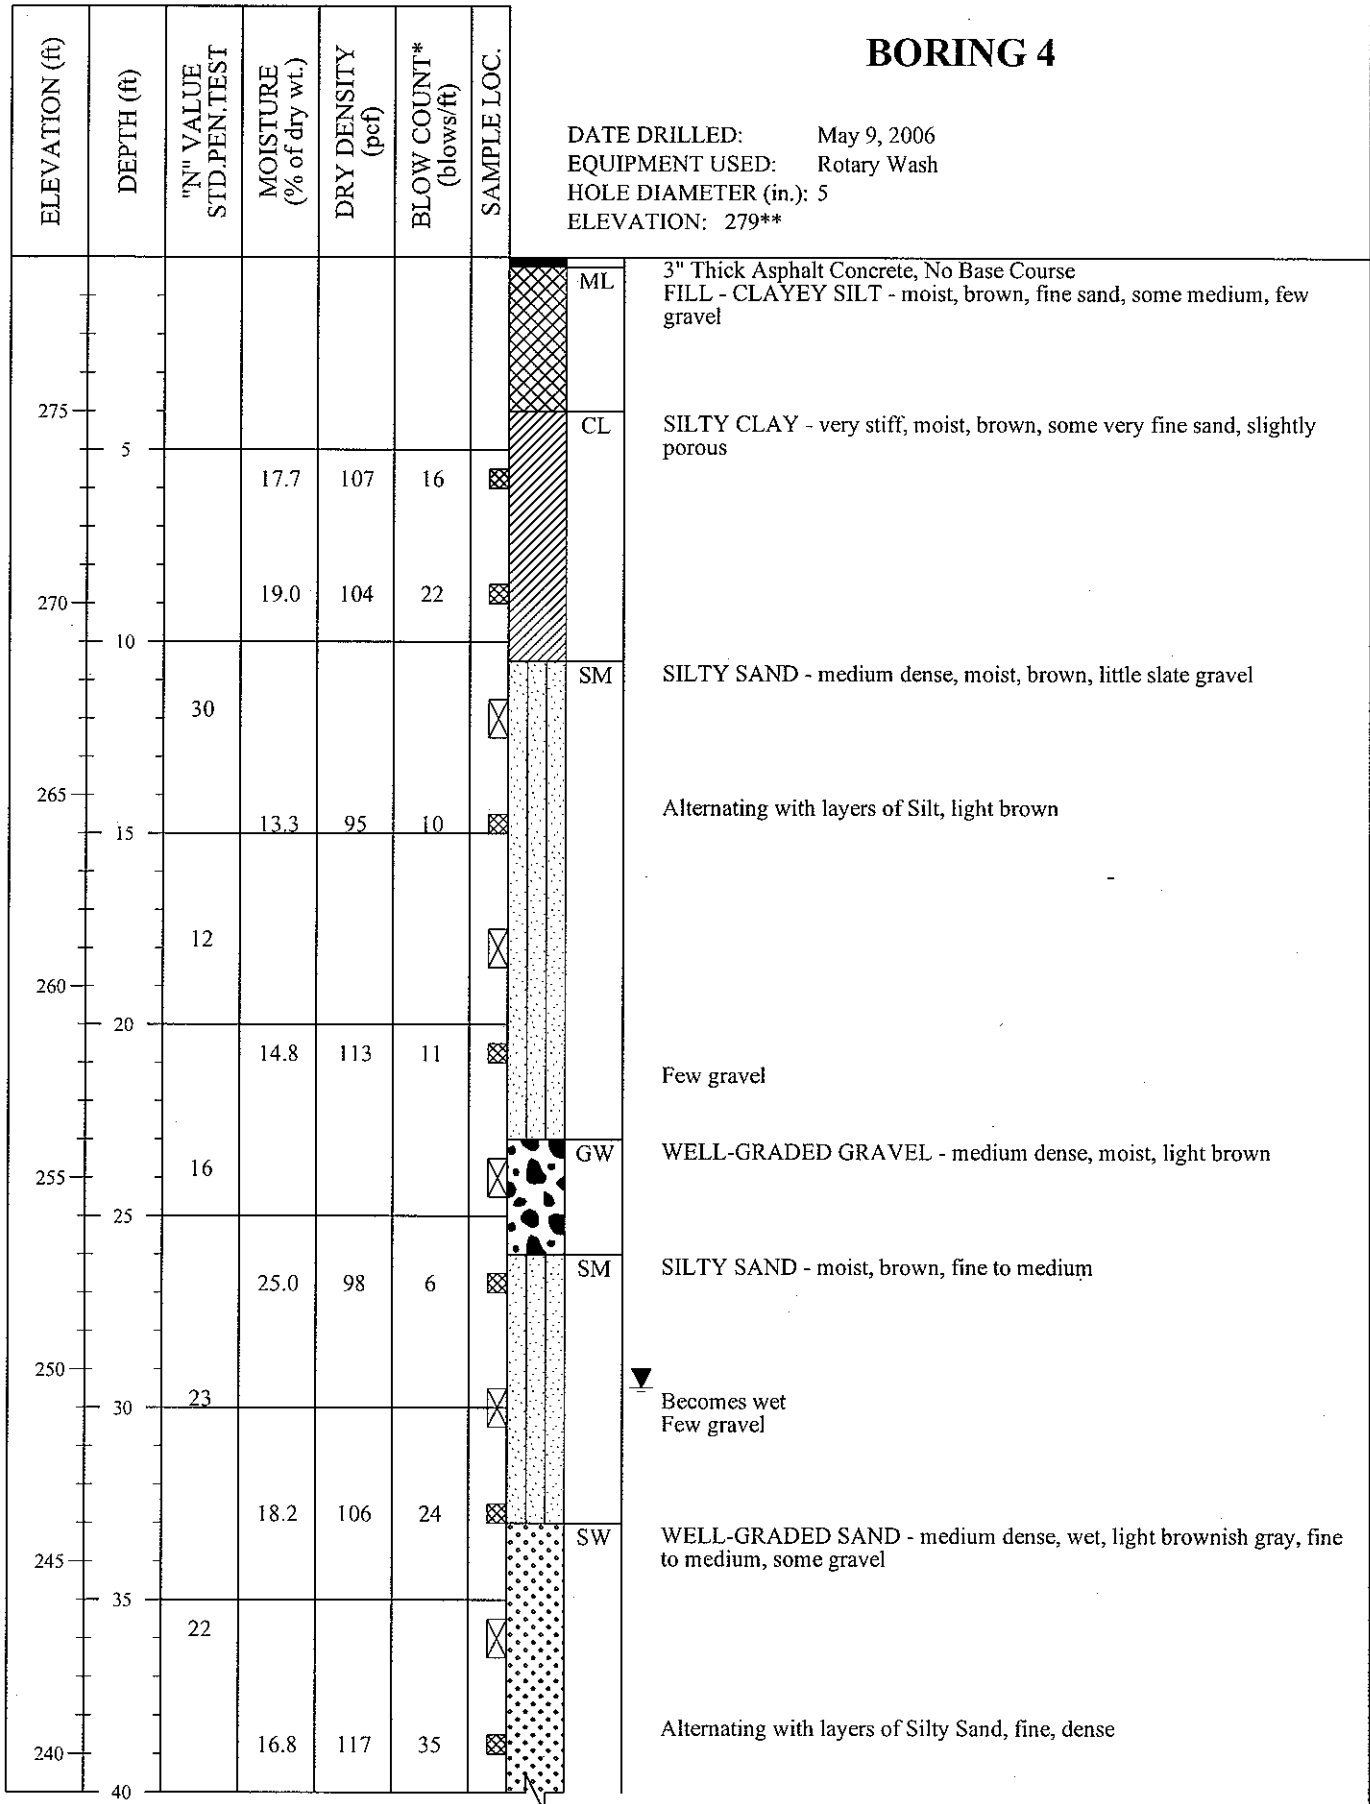 BORING 4
ELEVATION (ft)
DEPTH (ft)
"N" VALUE
STD.PEN.TEST
MOISTURE
(% of dry wt.)
DRY DENSITY
(pcf)
BLOW COUNT*
(blows/ft)
SAMPLE LOC.
DATE DRILLED: May 9, 2006
EQUIPMENT USED: Rotary Wash
HOLE DIAMETER (in.): 5
ELEVATION: 279**
3" Thick Asphalt Concrete, No Base Course
ML FILL - CLAYEY SILT - moist, brown, fine sand, some medium, few
gravel
275 CL SILTY CLAY - very stiff, moist, brown, some very fine sand, slightly
porous
5
17.7 107 16
270 19.0 104 22
10
SM SILTY SAND - medium dense, moist, brown, little slate gravel
30
265 Alternating with layers of Silt, light brown
15 13.3 95 10
12
260
20
14.8 113 11
Few gravel
GW WELL-GRADED GRAVEL - medium dense, moist, light brown
255 16
25
SM SILTY SAND - moist, brown, fine to medium
25.0 98 6
250
30 23 Becomes wet
Few gravel
18.2 106 24
SW WELL-GRADED SAND - medium dense, wet, light brownish gray, fine
245 to medium, some gravel
35
22
Alternating with layers of Silty Sand, fine, dense
240 16.8 117 35
40